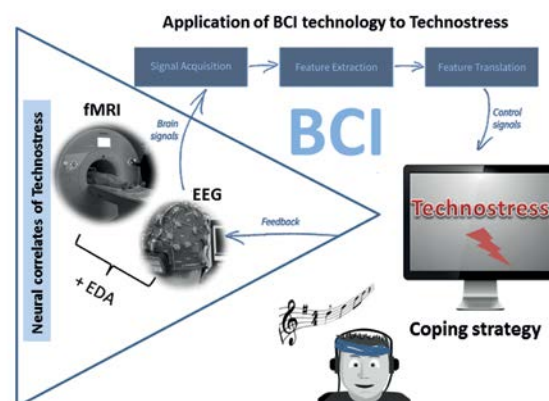 Application of BCI technology to Technostress
Signal Acquisition
Feature Extraction
Feature Translation
Neural correlates of Technostress
fMRI
Brain
signals
BCI
Control
signals
EEG
Feedback
Technostress
+ EDA
Coping strategy